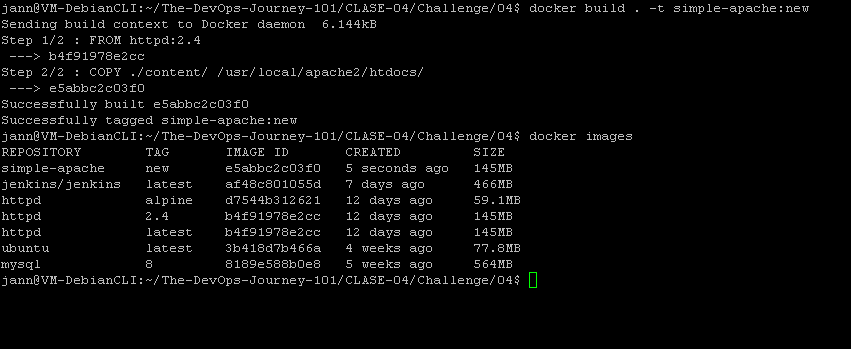 jann@VM-DebianCLI:~/The-DevOps-Journey-101/CLASE-04/Challenge/04$ docker build . -t simple-apache:new
Sending build context to Docker daemon  6.144kB
Step 1/2 : FROM httpd:2.4
 ---> b4f91978e2cc
Step 2/2 : COPY ./content/ /usr/local/apache2/htdocs/
 ---> e5abbc2c03f0
Successfully built e5abbc2c03f0
Successfully tagged simple-apache:new
jann@VM-DebianCLI:~/The-DevOps-Journey-101/CLASE-04/Challenge/04$ docker images
REPOSITORY        TAG       IMAGE ID       CREATED         SIZE
simple-apache     new       e5abbc2c03f0   5 seconds ago   145MB
jenkins/jenkins   latest    af48c801055d   7 days ago      466MB
httpd             alpine    d7544b312621   12 days ago     59.1MB
httpd             2.4       b4f91978e2cc   12 days ago     145MB
httpd             latest    b4f91978e2cc   12 days ago     145MB
ubuntu            latest    3b418d7b466a   4 weeks ago     77.8MB
mysql             8         8189e588b0e8   5 weeks ago     564MB
jann@VM-DebianCLI:~/The-DevOps-Journey-101/CLASE-04/Challenge/04$